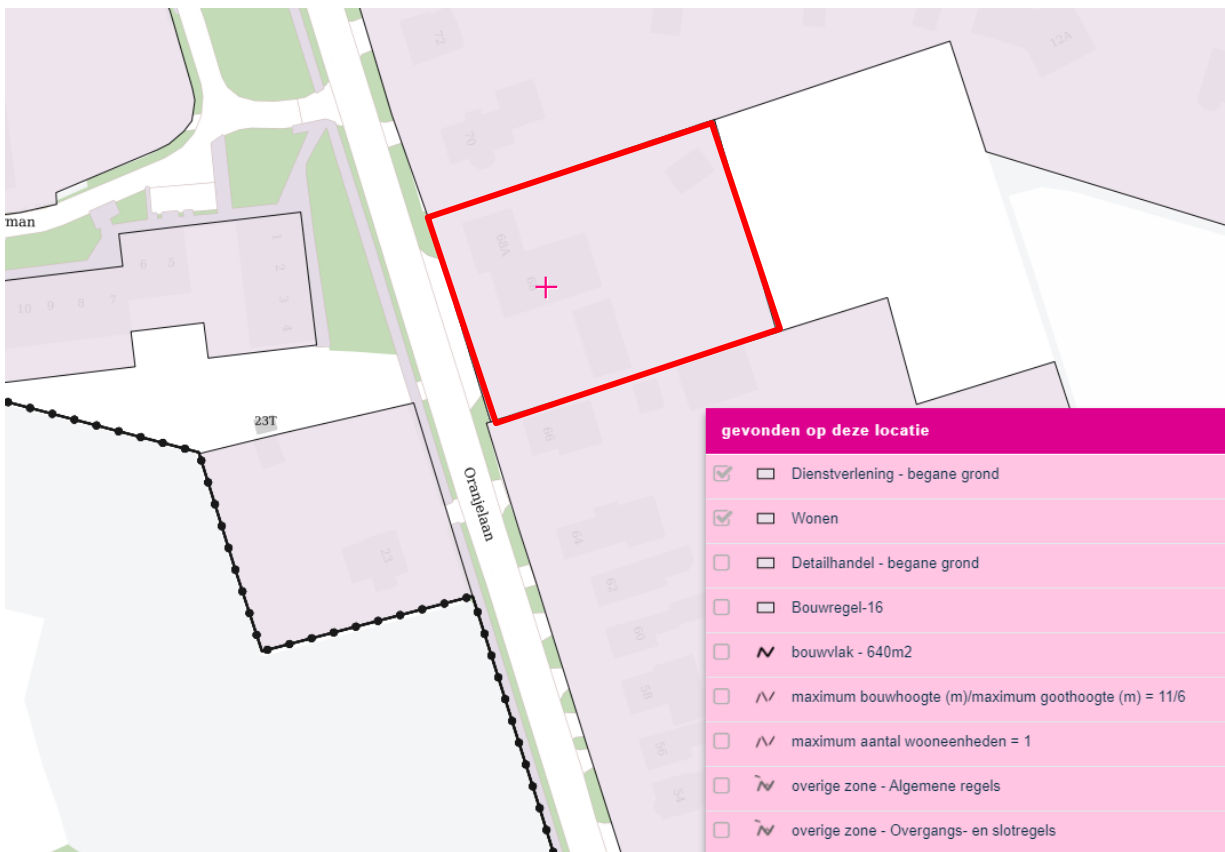 72
12A
70
man
68A
1
6 5
2
10 9 8 7
3
4
23T
66
Oranjelaan
23
64
62
60
58
56
54
gevonden op deze locatie
Dienstverlening - begane grond
Wonen
Detailhandel - begane grond
Bouwregel-16
bouwvlak - 640m2
maximum bouwhoogte (m)/maximum goothoogte (m) = 11/6
maximum aantal wooneenheden = 1
overige zone - Algemene regels
overige zone - Overgangs- en slotregels